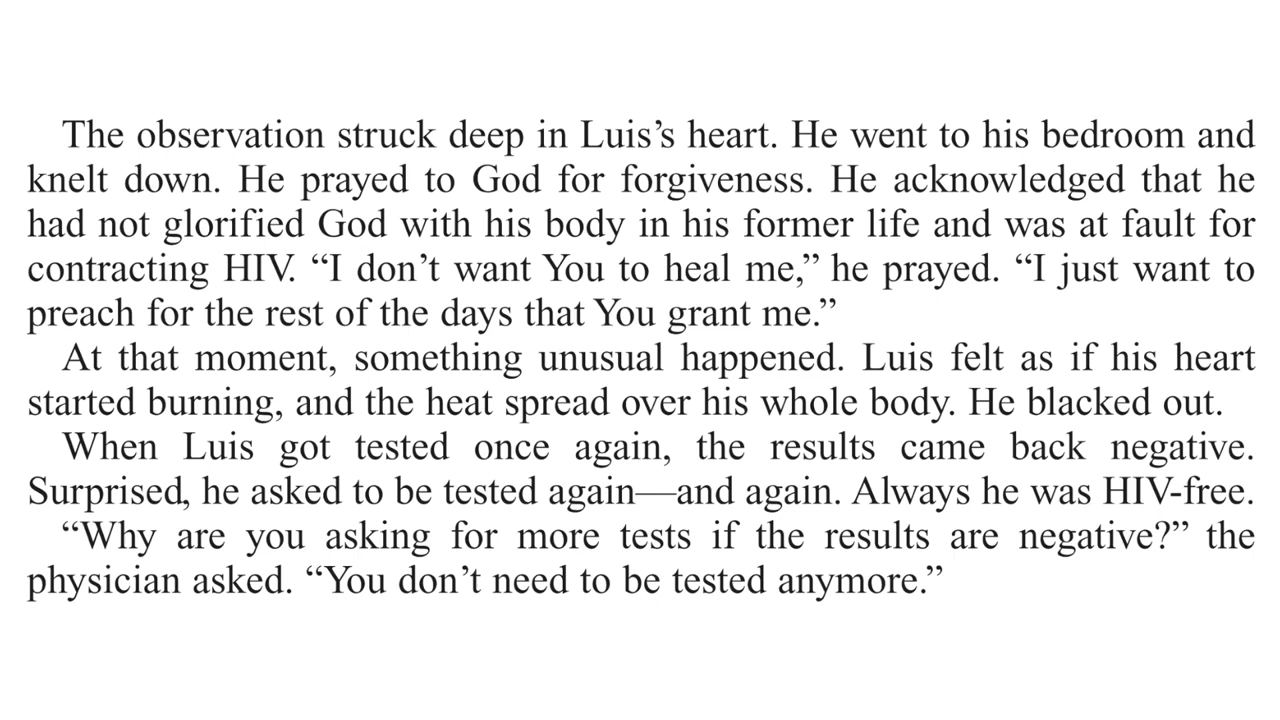 The observation struck deep in Luis’s heart. He went to his bedroom and
knelt down. He prayed to God for forgiveness. He acknowledged that he
had not glorified God with his body in his former life and was at fault for
contracting HIV. “I don’t want You to heal me,” he prayed. “I just want to
preach for the rest of the days that You grant me.”
At that moment, something unusual happened. Luis felt as if his heart
started burning, and the heat spread over his whole body. He blacked out.
When Luis got tested once again, the results came back negative.
Surprised, he asked to be tested again—and again. Always he was HIV-free.
“Why are you asking for more tests if the results are negative?” the
physician asked. “You don’t need to be tested anymore.”